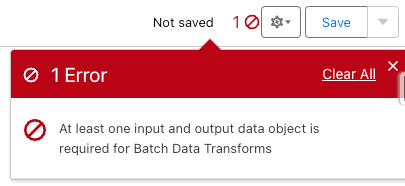 Not saved 1 Save
1 Error Clear All
At least one input and output data object is
required for Batch Data Transforms